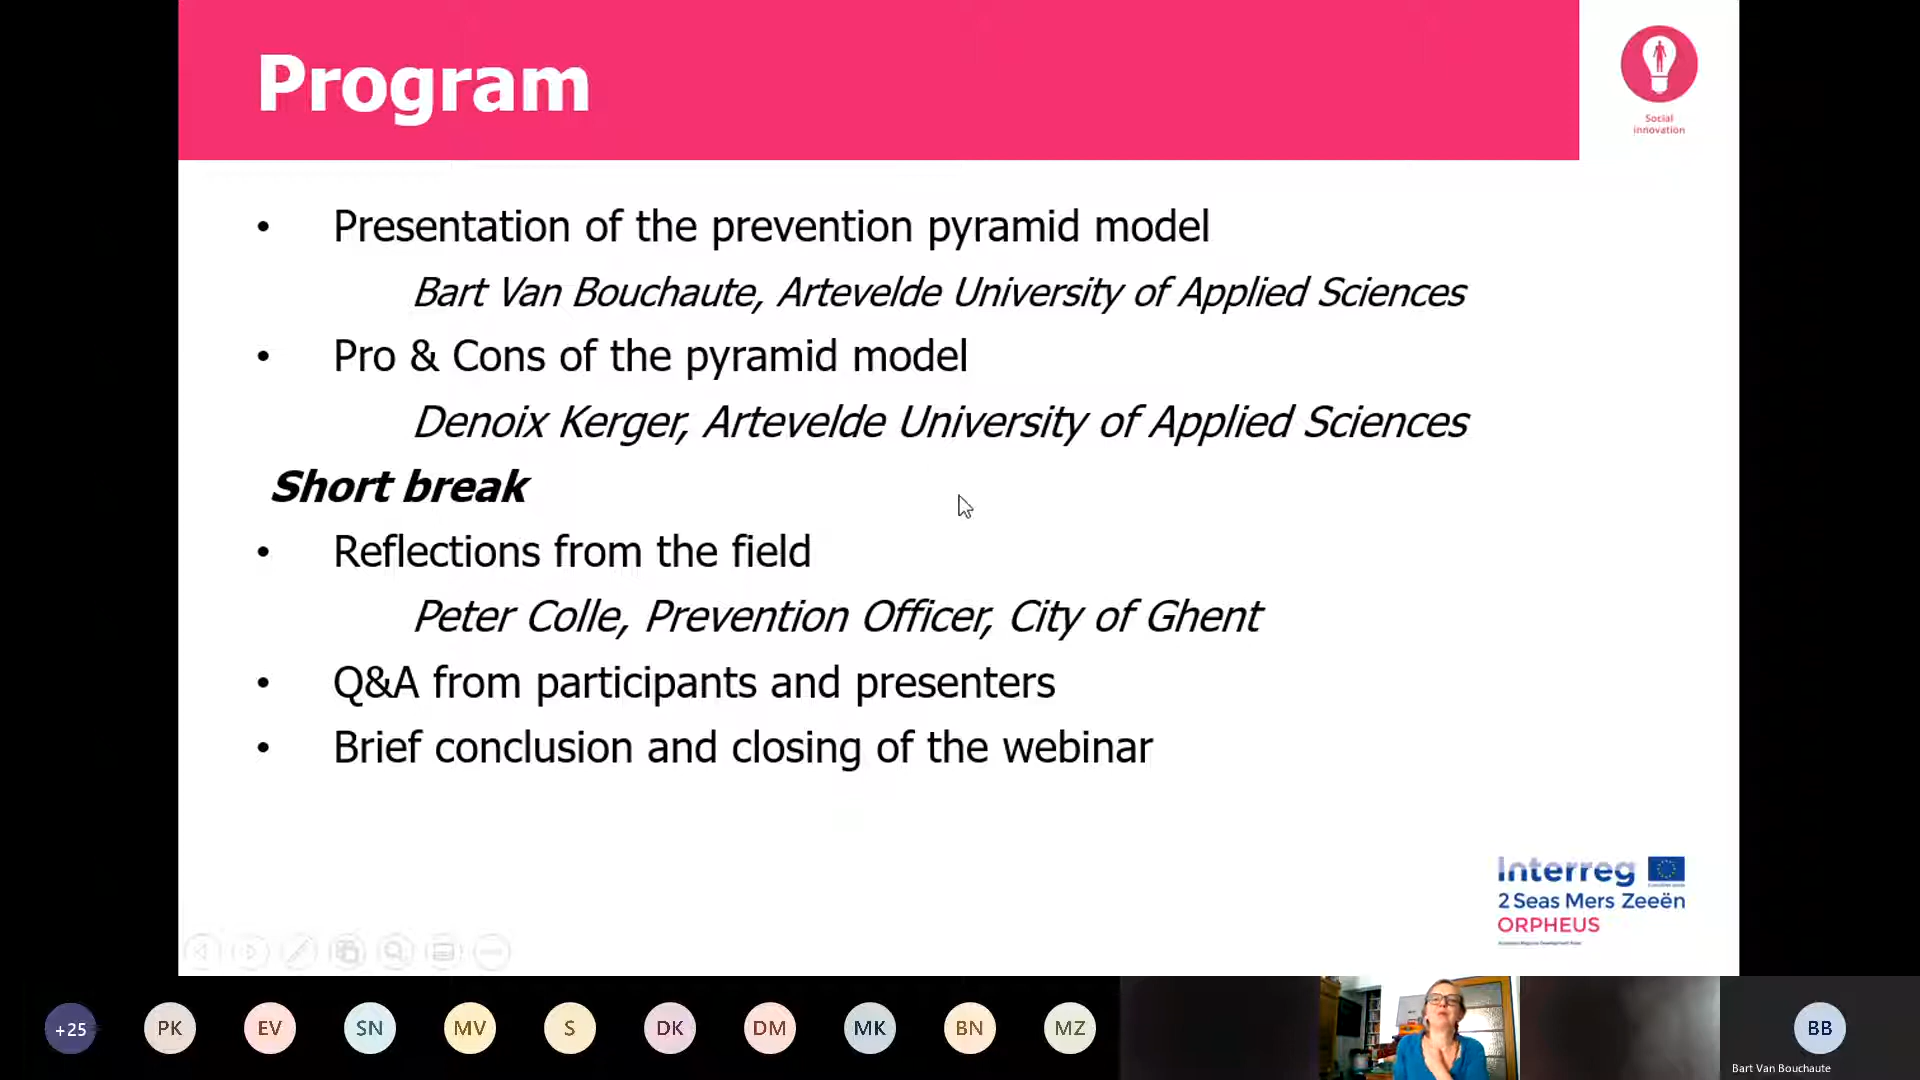 Program
Social
innovation
• Presentation of the prevention pyramid model
Bart Van Bouchaute, Artevelde University of Applied Sciences
• Pro & Cons of the pyramid model
Denoix Kerger, Artevelde University of Applied Sciences
Short break
• Reflections from the field
Peter Colle, Prevention Officer, City of Ghent
• Q&A from participants and presenters
• Brief conclusion and closing of the webinar
Interreg
2 Seas Mers Zeeën
ORPHEUS
+25 PK EV SN MV S DK DM MK BN MZ BB
Bart Van Bouchaute